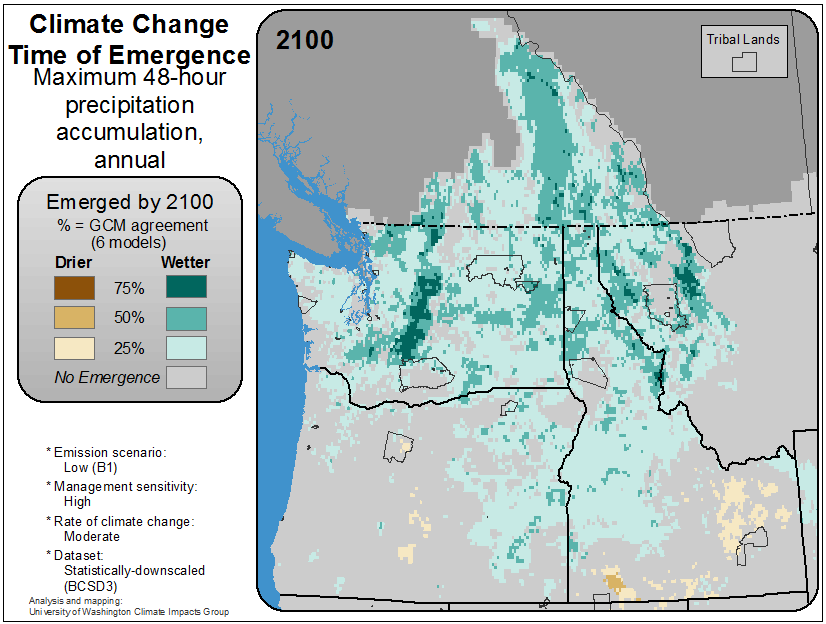 Climate Change
Time of Emergence
Maximum 48-hour
precipitation
accumulation,
annual
Emerged by 2100
% = GCM agreement
(6 models)
Drier Wetter
75%
50%
25%
No Emergence
* Emission scenario:
Low (B1)
* Management sensitivity:
High
* Rate of climate change:
Moderate
* Dataset:
Statistically-downscaled
(BCSD3)
Analysis and mapping:
University of Washington Climate Impacts Group
2100
Tribal Lands